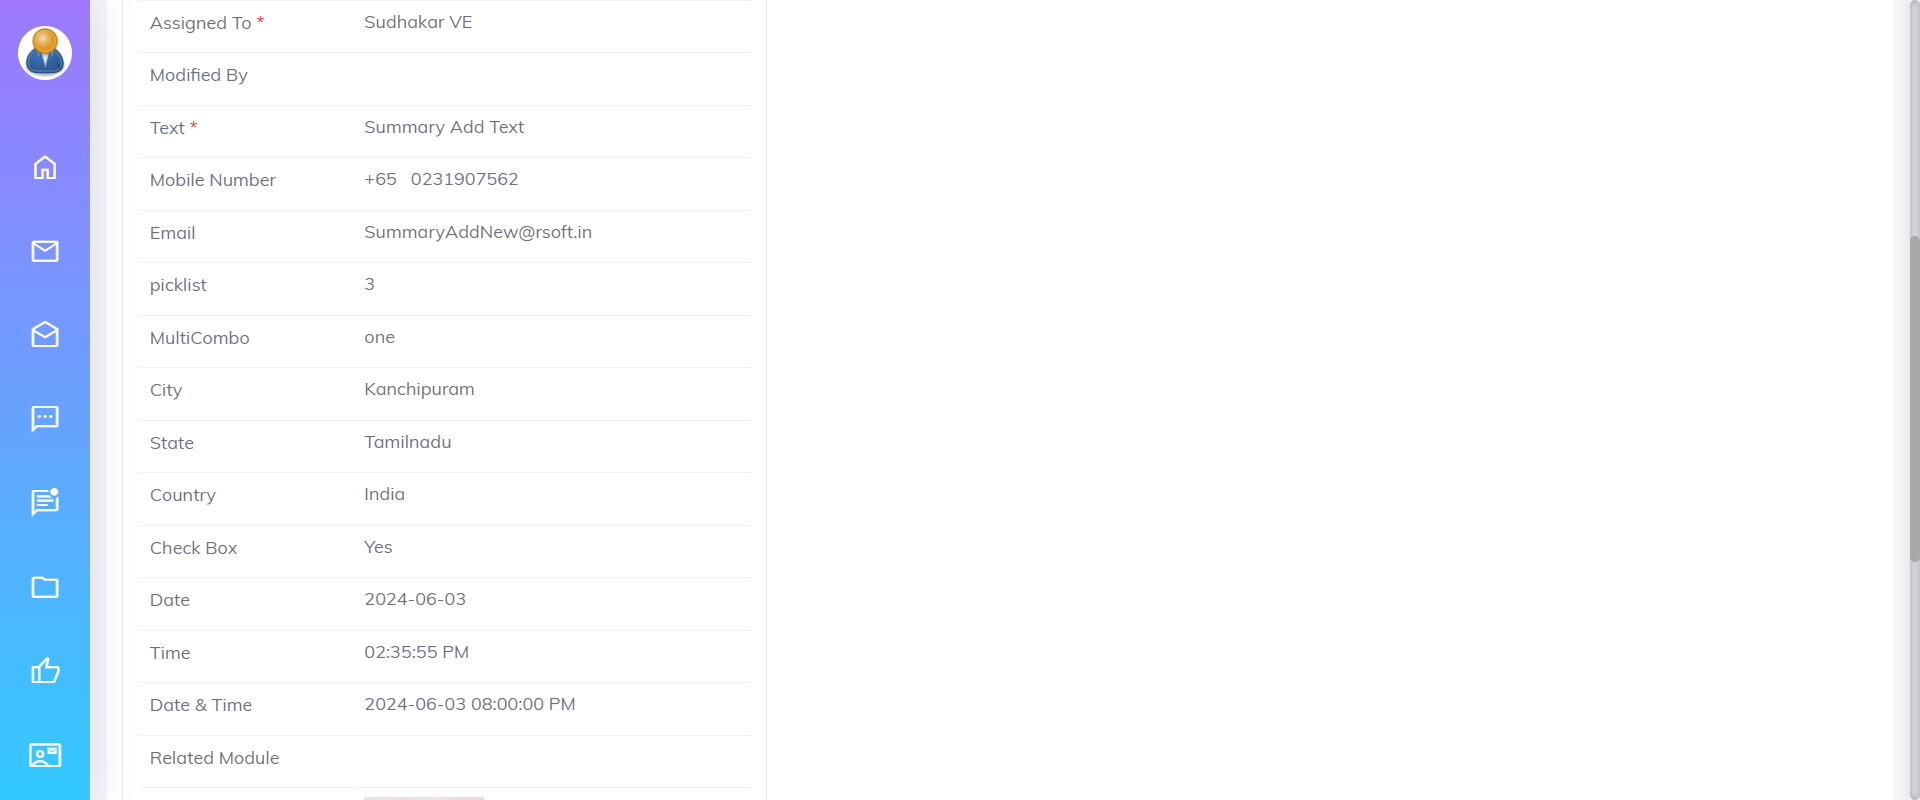 Assigned To * Sudhakar VE
Modified By
Text * Summary Add Text
Mobile Number +65 0231907562
Email SummaryAddNew@rsoft.in
picklist 3
MultiCombo one
City Kanchipuram
State Tamilnadu
Country India
Check Box Yes
Date 2024-06-03
Time 02:35:55 PM
Date & Time 2024-06-03 08:00:00 PM
Related Module